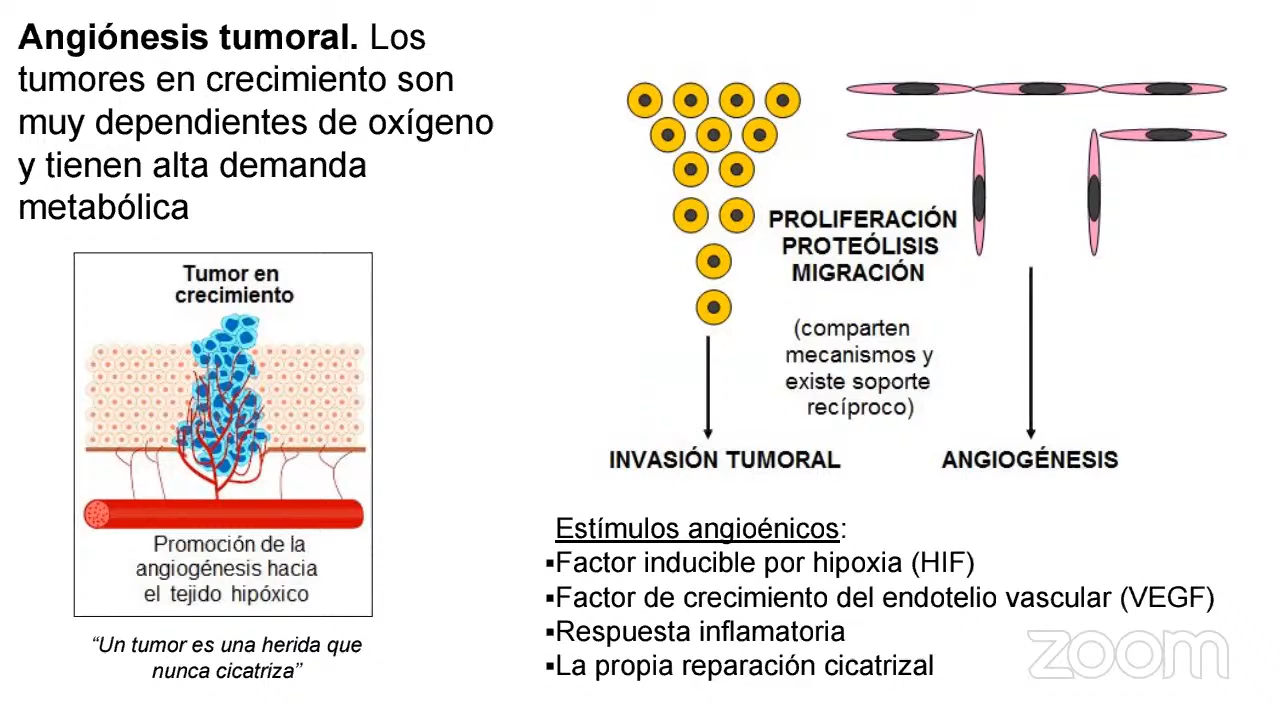 Angiónesis tumoral. Los
tumores en crecimiento son
muy dependientes de oxígeno
y tienen alta demanda
metabólica
Tumor en
crecimiento
Promoción de la
angiogénesis hacia
el tejido hipóxico
“Un tumor es una herida que
nunca cicatriza”
PROLIFERACIÓN
PROTEÓLISIS
MIGRACIÓN
(comparten
mecanismos y
existe soporte
recíproco)
INVASIÓN TUMORAL
ANGIOGÉNESIS
Estímulos angioénicos:
▪Factor inducible por hipoxia (HIF)
▪Factor de crecimiento del endotelio vascular (VEGF)
▪Respuesta inflamatoria
▪La propia reparación cicatrizal
zoom